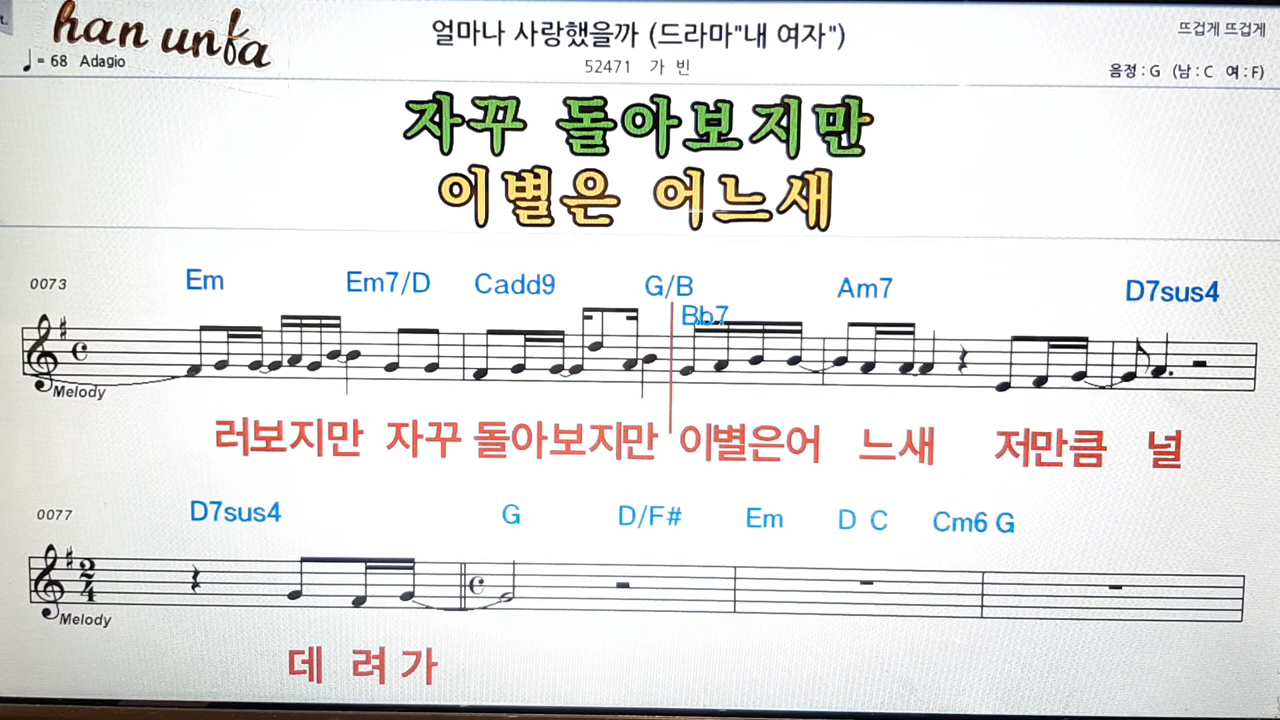 han unfa
얼마나 사랑했을까 (드라마"내 여자")
뜨겁게 뜨겁게
♩= 68 Adagio
52471 가 빈
음정 : G (남 : C 여 : F)
자꾸 돌아보지만
이별은 어느새
0073
Em Em7/D Cadd9 G/B Bb7 Am7 D7sus4
Melody
러보지만 자꾸 돌아보지만 이별은어 느새 저만큼 널
0077
D7sus4 G D/F# Em D C Cm6 G
2
4
Melody
데 려 가